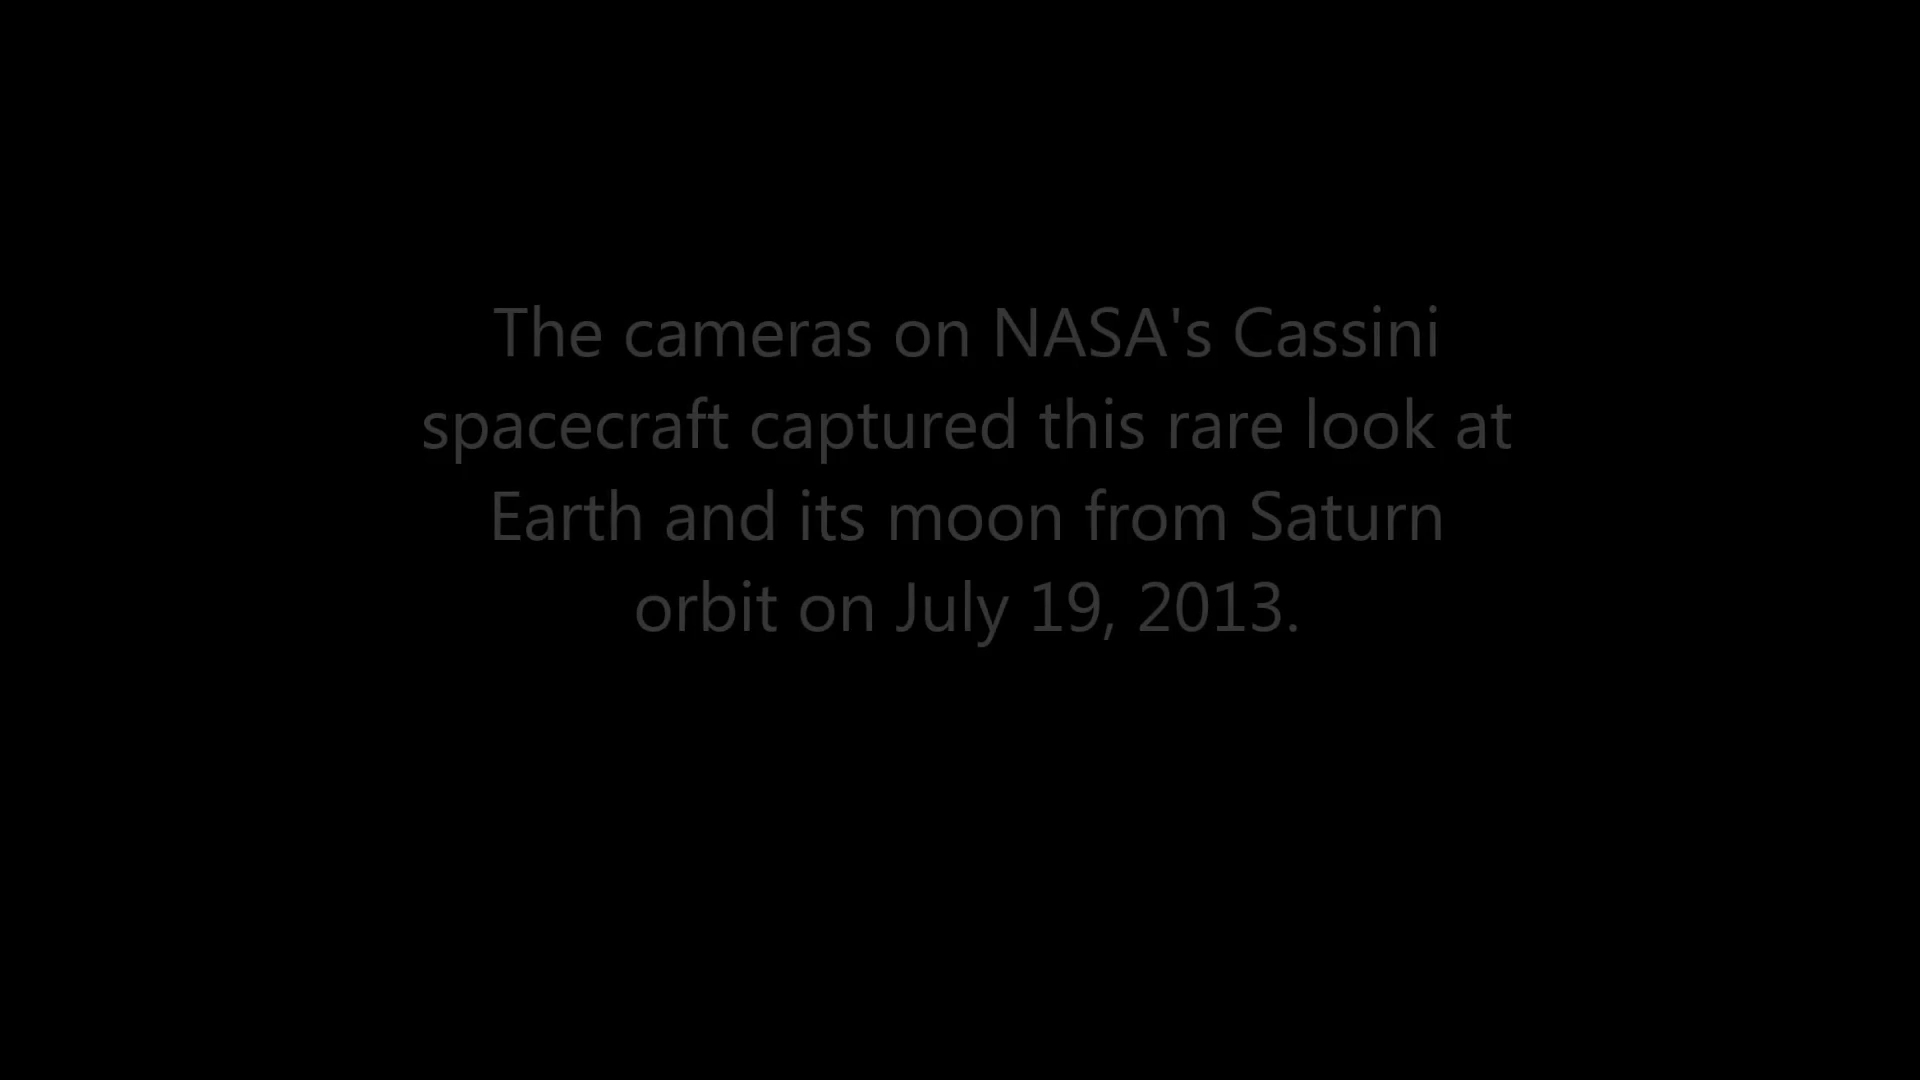 The cameras on NASA's Cassini
spacecraft captured this rare look at
Earth and its moon from Saturn
orbit on July 19, 2013.